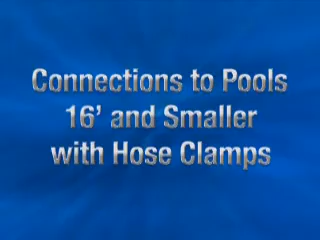 Connections to Pools
16’ and Smaller
with Hose Clamps